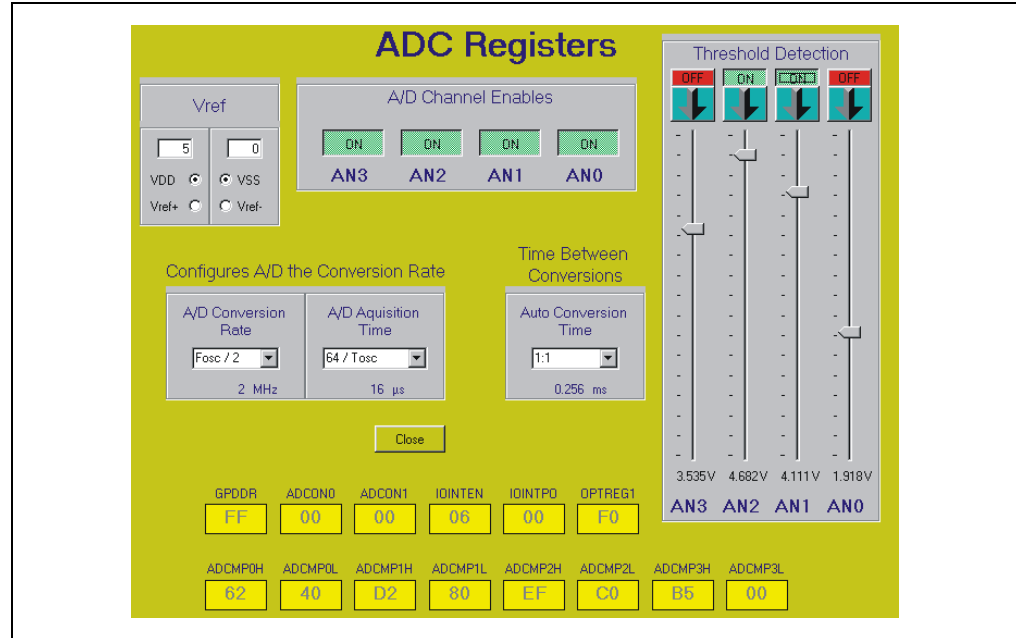 ADC Registers
Vref
5 0
VDD VSS
Vref+ Vref-
A/D Channel Enables
ON ON ON ON
AN3 AN2 AN1 AN0
Threshold Detection
OFF ON ON OFF
3.535V 4.682V 4.111V 1.918V
AN3 AN2 AN1 AN0
Configures A/D the Conversion Rate
A/D Conversion Rate
Fosc / 2
2 MHz
A/D Aquisition Time
64 / Tosc
16 µs
Time Between
Conversions
Auto Conversion
Time
1:1
0.256 ms
Close
GPDDR ADCON0 ADCON1 IOINTEN IOINTPO OPTREG1
FF 00 00 06 00 F0
ADCMP0H ADCMP0L ADCMP1H ADCMP1L ADCMP2H ADCMP2L ADCMP3H ADCMP3L
62 40 D2 80 EF C0 B5 00